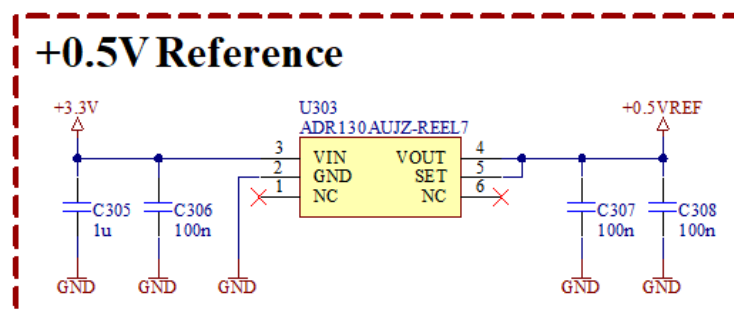 +0.5V Reference
+3.3V
U303
ADR130AUJZ-REEL7
+0.5VREF
3 VIN VOUT 4
2 GND SET 5
1 NC NC 6
C305
1u
C306
100n
C307
100n
C308
100n
GND GND GND GND GND